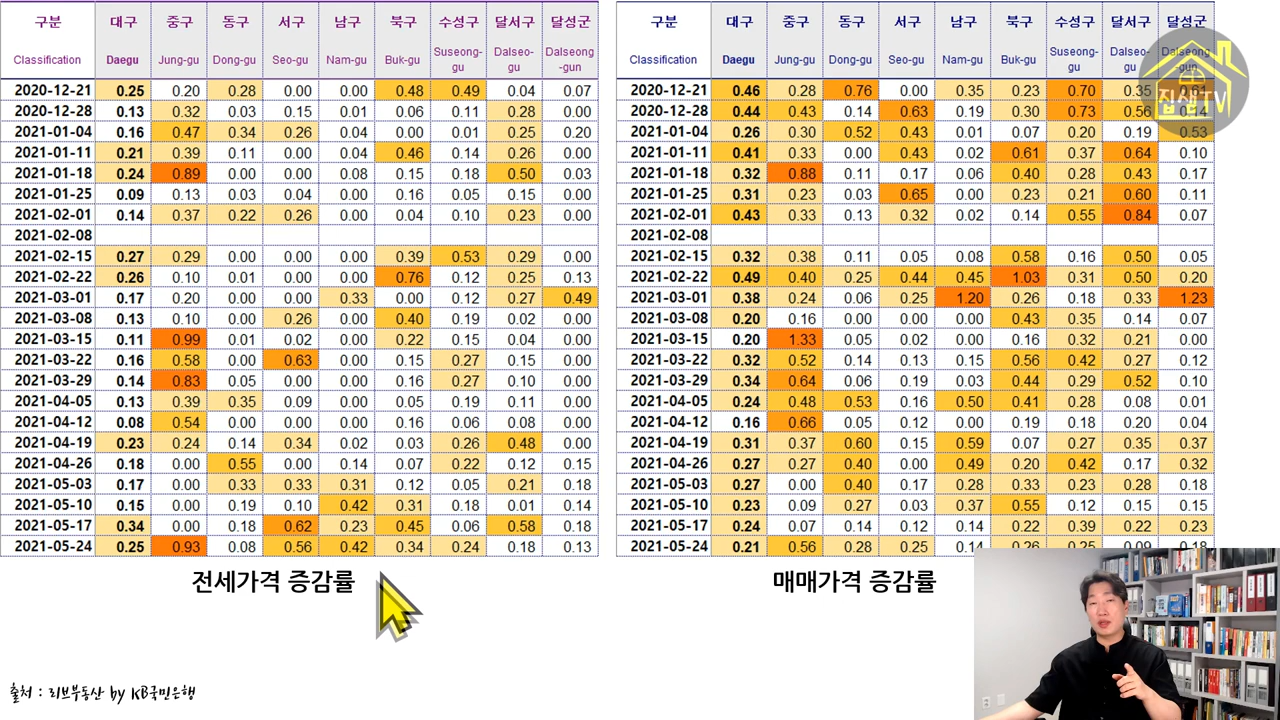 구분 대구 중구 동구 서구 남구 북구 수성구 달서구 달성군
Classification Daegu Jung-gu Dong-gu Seo-gu Nam-gu Buk-gu Suseong-gu Dalseo-gu Dalseong-gun
2020-12-21 0.25 0.20 0.28 0.00 0.00 0.48 0.49 0.04 0.07
2020-12-28 0.13 0.32 0.03 0.15 0.01 0.06 0.11 0.28 0.00
2021-01-04 0.16 0.47 0.34 0.26 0.04 0.00 0.01 0.25 0.20
2021-01-11 0.21 0.39 0.11 0.00 0.04 0.46 0.14 0.26 0.00
2021-01-18 0.24 0.89 0.00 0.00 0.08 0.15 0.18 0.50 0.03
2021-01-25 0.09 0.13 0.03 0.04 0.00 0.16 0.05 0.15 0.00
2021-02-01 0.14 0.37 0.22 0.26 0.00 0.04 0.10 0.23 0.00
2021-02-08
2021-02-15 0.27 0.29 0.00 0.00 0.00 0.39 0.53 0.29 0.00
2021-02-22 0.26 0.10 0.01 0.00 0.00 0.76 0.12 0.25 0.13
2021-03-01 0.17 0.20 0.00 0.00 0.33 0.00 0.12 0.27 0.49
2021-03-08 0.13 0.10 0.00 0.26 0.00 0.40 0.19 0.02 0.00
2021-03-15 0.11 0.99 0.01 0.02 0.00 0.22 0.15 0.04 0.00
2021-03-22 0.16 0.58 0.00 0.63 0.00 0.15 0.27 0.15 0.00
2021-03-29 0.14 0.83 0.05 0.00 0.00 0.16 0.27 0.10 0.00
2021-04-05 0.13 0.39 0.35 0.09 0.00 0.05 0.19 0.11 0.00
2021-04-12 0.08 0.54 0.00 0.00 0.00 0.16 0.06 0.08 0.00
2021-04-19 0.23 0.24 0.14 0.34 0.02 0.03 0.26 0.48 0.00
2021-04-26 0.18 0.00 0.55 0.00 0.14 0.07 0.22 0.12 0.15
2021-05-03 0.17 0.00 0.33 0.33 0.31 0.12 0.05 0.21 0.18
2021-05-10 0.15 0.00 0.19 0.10 0.42 0.31 0.18 0.01 0.14
2021-05-17 0.34 0.00 0.18 0.62 0.23 0.45 0.06 0.58 0.18
2021-05-24 0.25 0.93 0.08 0.56 0.42 0.34 0.24 0.18 0.13
전세가격 증감률
구분 대구 중구 동구 서구 남구 북구 수성구 달서구 달성군
Classification Daegu Jung-gu Dong-gu Seo-gu Nam-gu Buk-gu Suseong-gu Dalseo-gu Dalseong-gun
집샘TV
2020-12-21 0.46 0.28 0.76 0.00 0.35 0.23 0.70 0.35
2020-12-28 0.44 0.43 0.14 0.63 0.19 0.30 0.73 0.56
2021-01-04 0.26 0.30 0.52 0.43 0.01 0.07 0.20 0.19 0.53
2021-01-11 0.41 0.33 0.00 0.43 0.02 0.61 0.37 0.64 0.10
2021-01-18 0.32 0.88 0.11 0.17 0.06 0.40 0.28 0.43 0.17
2021-01-25 0.31 0.23 0.03 0.65 0.00 0.23 0.21 0.60 0.11
2021-02-01 0.43 0.33 0.13 0.32 0.02 0.14 0.55 0.84 0.07
2021-02-08
2021-02-15 0.32 0.38 0.11 0.05 0.08 0.58 0.16 0.50 0.05
2021-02-22 0.49 0.40 0.25 0.44 0.45 1.03 0.31 0.50 0.20
2021-03-01 0.38 0.24 0.06 0.25 1.20 0.26 0.18 0.33 1.23
2021-03-08 0.20 0.16 0.00 0.00 0.00 0.43 0.35 0.14 0.07
2021-03-15 0.20 1.33 0.05 0.02 0.00 0.16 0.32 0.21 0.00
2021-03-22 0.32 0.52 0.14 0.13 0.15 0.56 0.42 0.27 0.12
2021-03-29 0.34 0.64 0.06 0.19 0.03 0.44 0.29 0.52 0.10
2021-04-05 0.24 0.48 0.53 0.16 0.50 0.41 0.28 0.08 0.01
2021-04-12 0.16 0.66 0.05 0.12 0.00 0.19 0.18 0.20 0.04
2021-04-19 0.31 0.37 0.60 0.15 0.59 0.07 0.27 0.35 0.37
2021-04-26 0.27 0.27 0.40 0.00 0.49 0.20 0.42 0.17 0.32
2021-05-03 0.27 0.00 0.40 0.17 0.28 0.33 0.23 0.28 0.18
2021-05-10 0.23 0.09 0.27 0.03 0.37 0.55 0.12 0.15 0.15
2021-05-17 0.24 0.07 0.14 0.12 0.14 0.22 0.39 0.22 0.23
2021-05-24 0.21 0.56 0.28 0.25 0.14 0.26 0.25 0.09 0.18
매매가격 증감률
출처 : 리브부동산 by KB국민은행